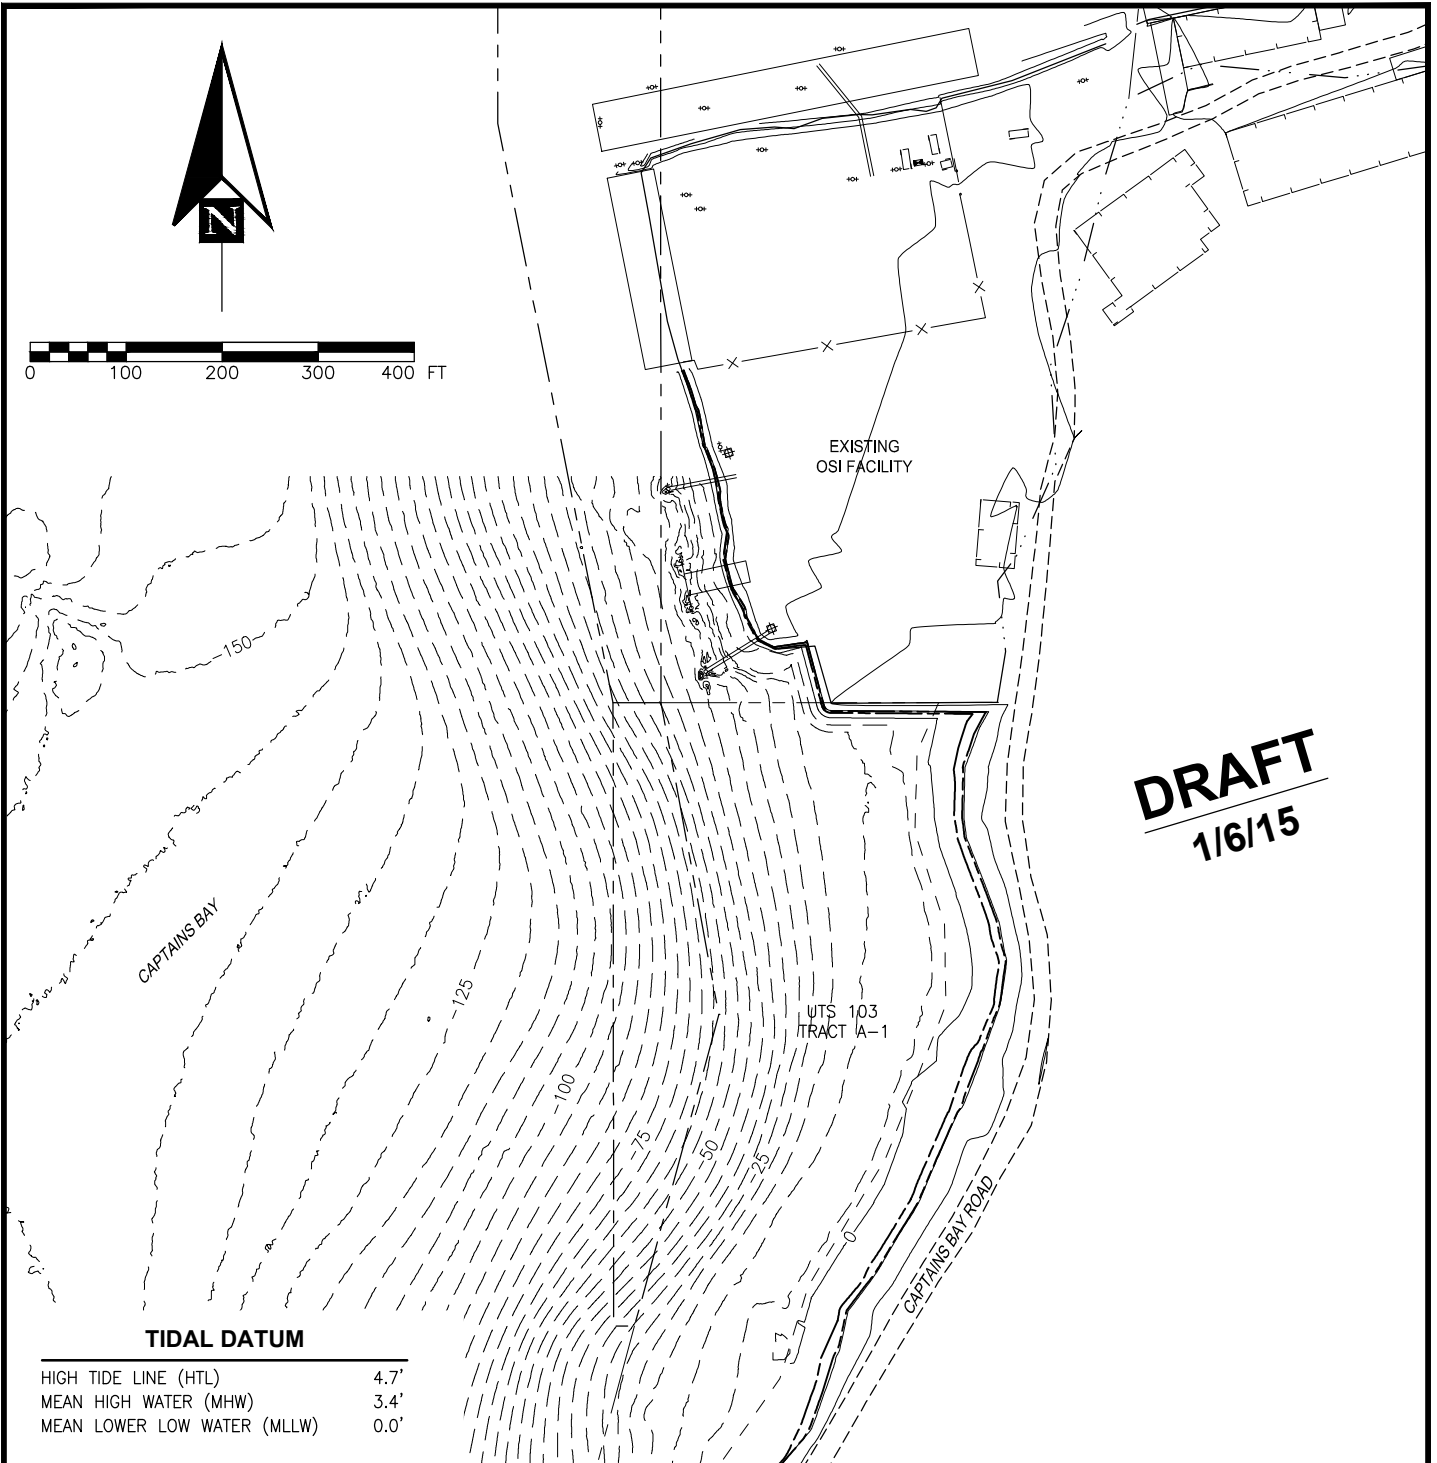 N
0 100 200 300 400 FT
EXISTING
OSI FACILITY
-150
DRAFT
1/6/15
CAPTAINS BAY
-125
UTS 103
TRACT A-1
-100
-75
-50
-25
0
CAPTAINS BAY ROAD
TIDAL DATUM
HIGH TIDE LINE (HTL) 4.7'
MEAN HIGH WATER (MHW) 3.4'
MEAN LOWER LOW WATER (MLLW) 0.0'